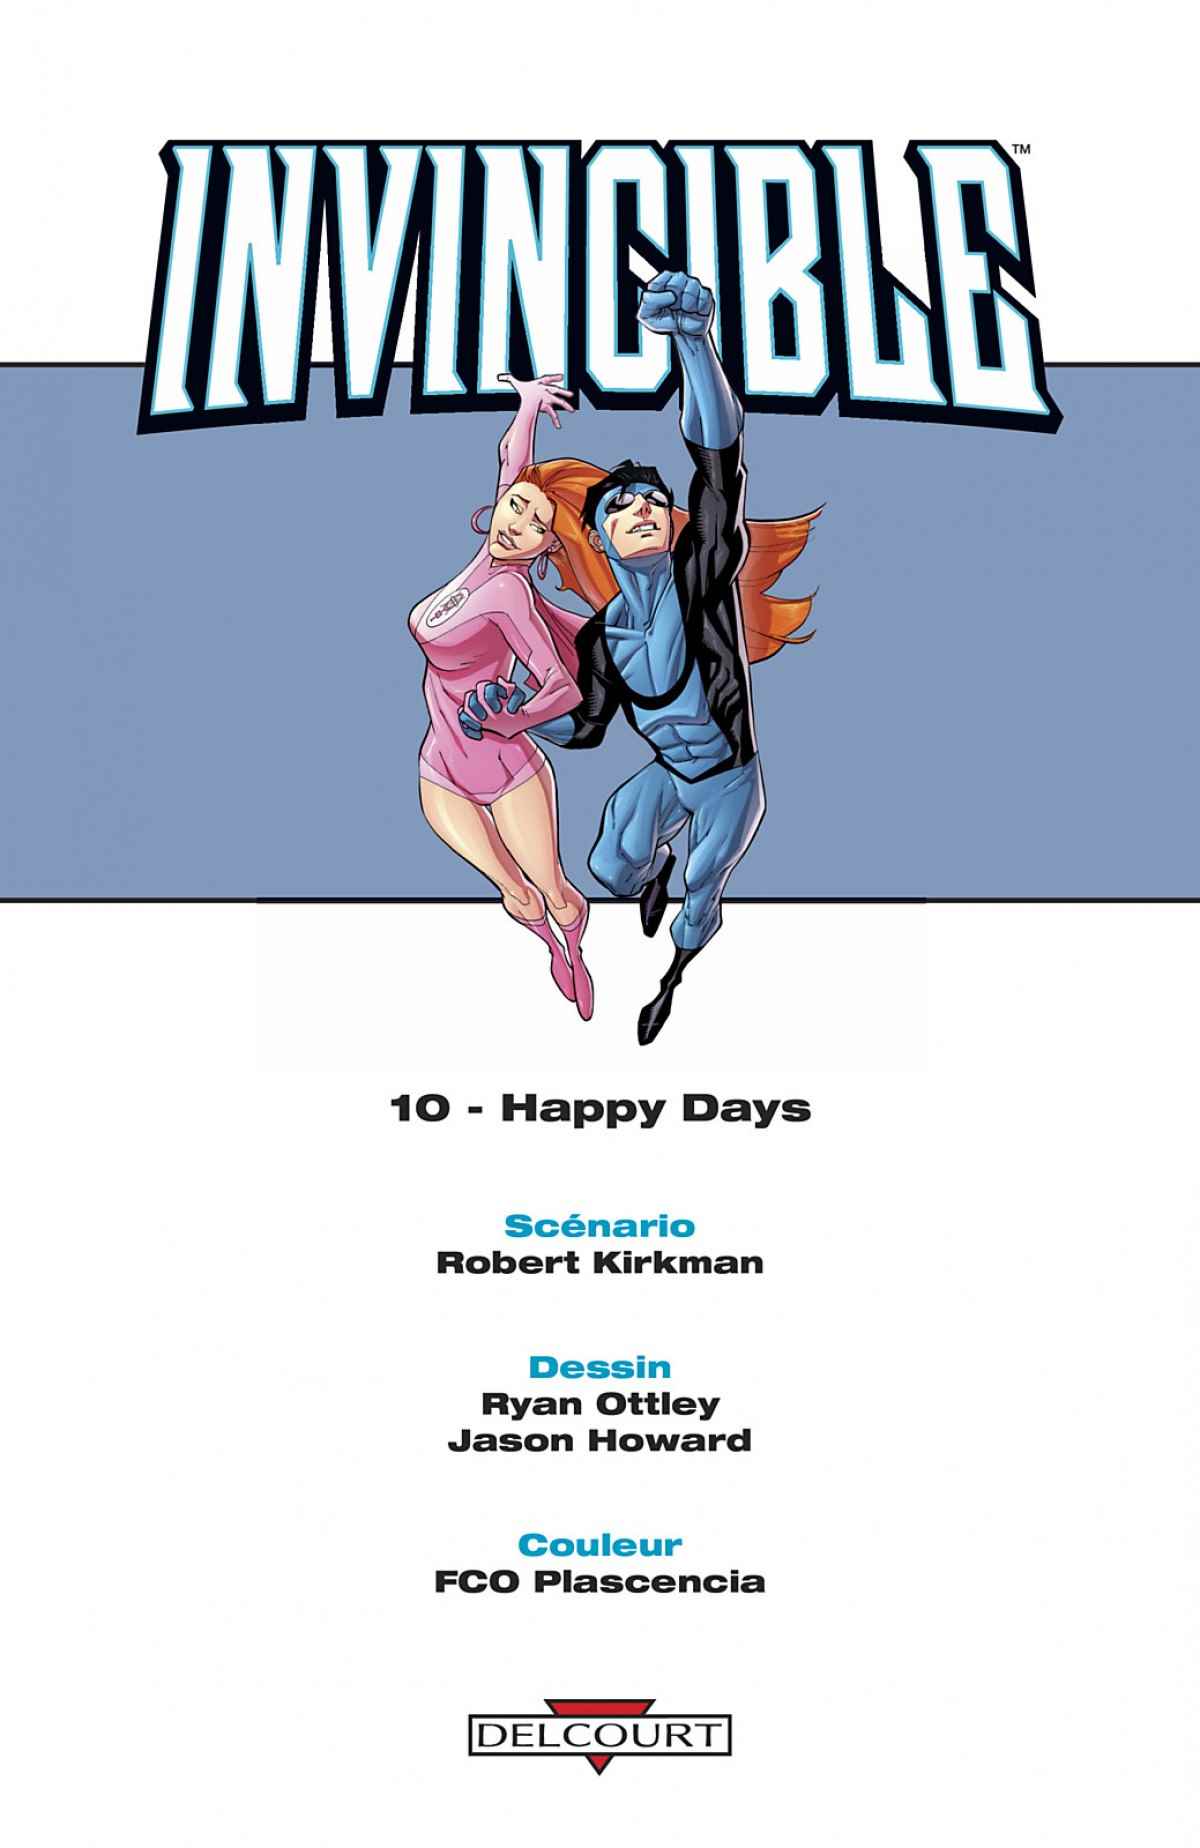 INVINCIBLE™
10 - Happy Days
Scénario
Robert Kirkman
Dessin
Ryan Ottley
Jason Howard
Couleur
FCO Plascencia
DELCOURT